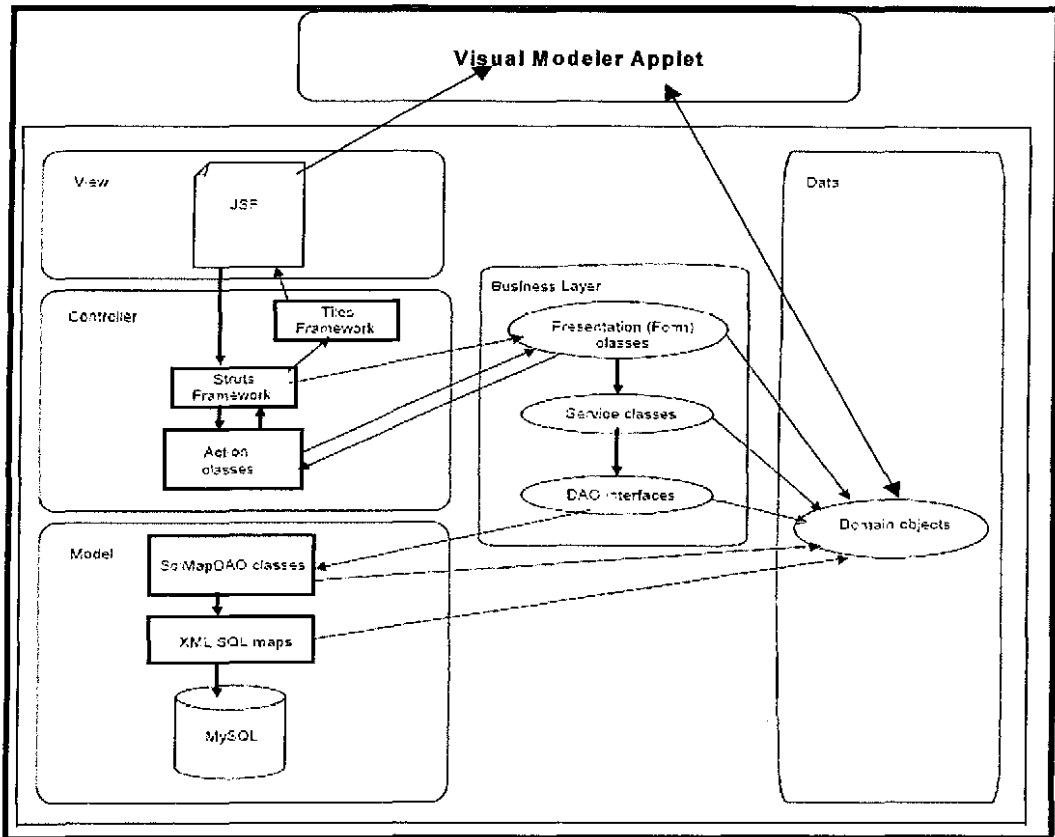 Visual Modeler Applet
View
JSP
Data
Controller
Tiles
Framework
Business Layer
Presentation (Form)
classes
Struts
Framework
Service classes
Action
classes
DAO interfaces
Domain objects
Model
SqlMapDAO classes
XML SQL maps
MySQL